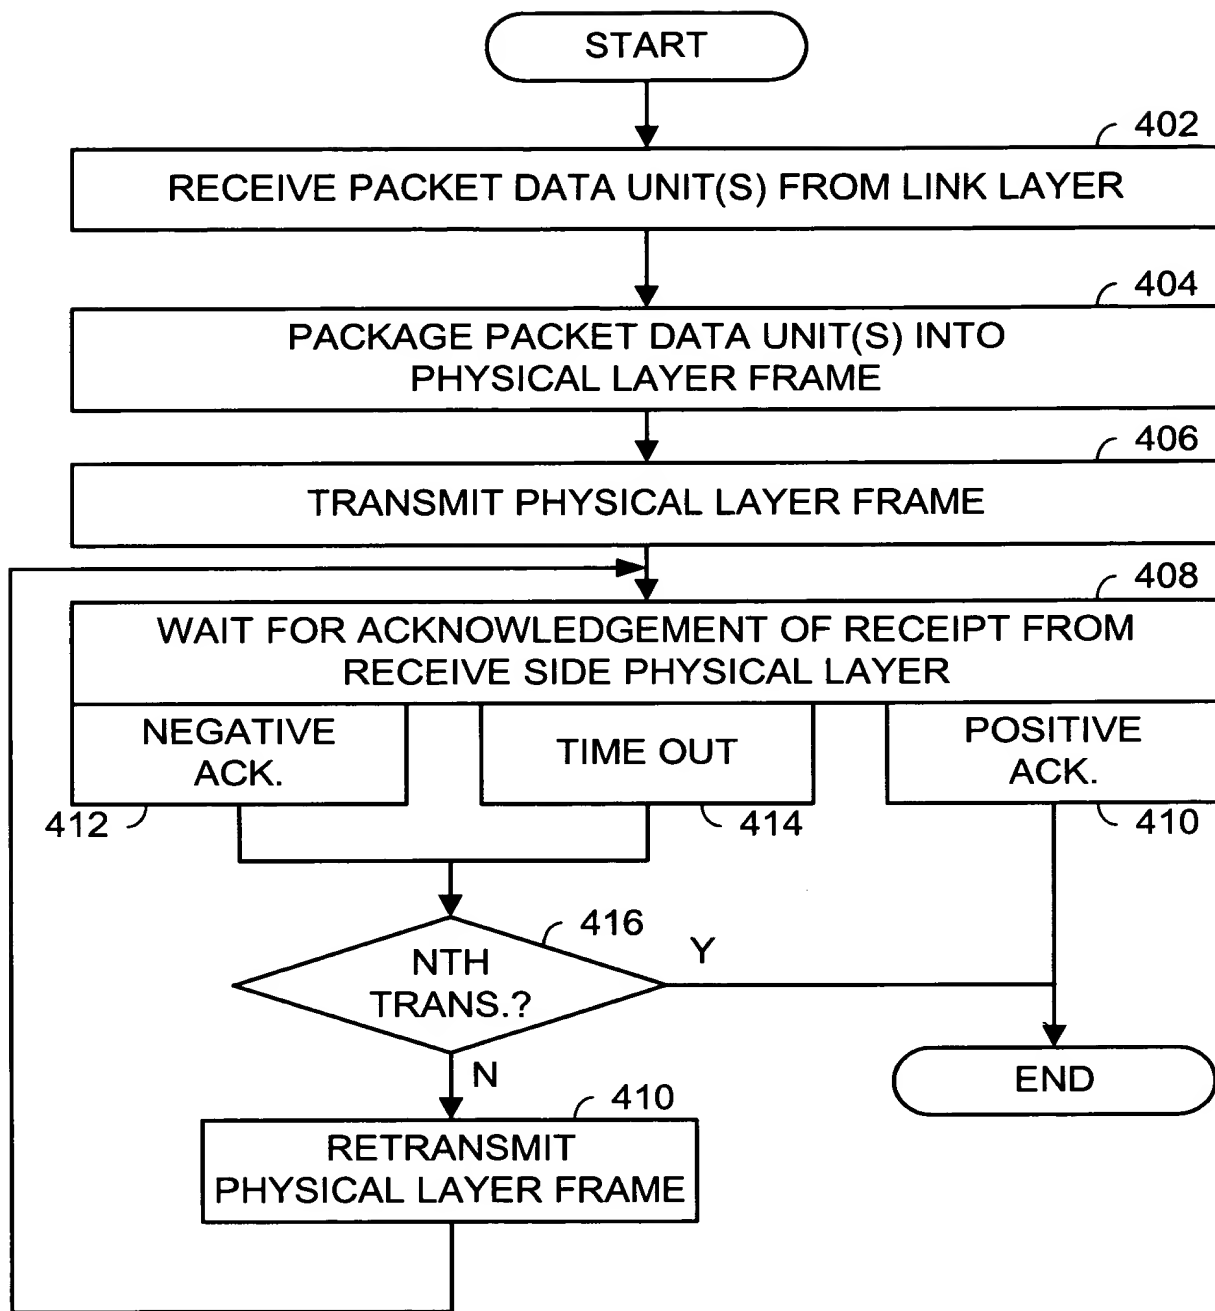 START
402
RECEIVE PACKET DATA UNIT(S) FROM LINK LAYER
404
PACKAGE PACKET DATA UNIT(S) INTO
PHYSICAL LAYER FRAME
406
TRANSMIT PHYSICAL LAYER FRAME
408
WAIT FOR ACKNOWLEDGEMENT OF RECEIPT FROM
RECEIVE SIDE PHYSICAL LAYER
NEGATIVE
ACK.
412
TIME OUT
414
POSITIVE
ACK.
410
416
NTH
TRANS.?
Y
N
END
410
RETRANSMIT
PHYSICAL LAYER FRAME